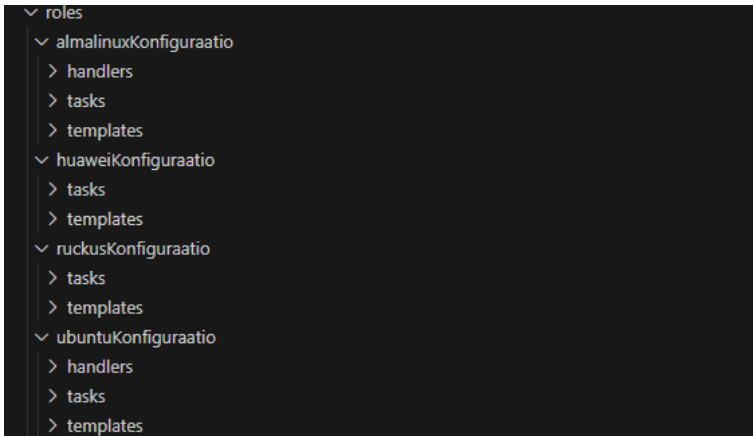 roles
almalinuxKonfiguraatio
handlers
tasks
templates
huaweiKonfiguraatio
tasks
templates
ruckusKonfiguraatio
tasks
templates
ubuntuKonfiguraatio
handlers
tasks
templates